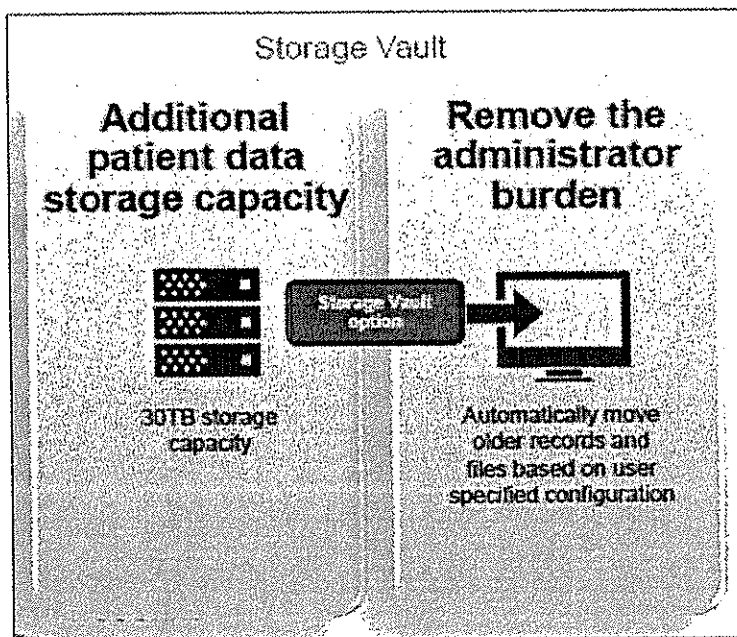 Storage Vault
Additional
patient data
storage capacity
30TB storage
capacity
Storage Vault
option
Remove the
administrator
burden
Automatically move
older records and
files based on user
specified configuration